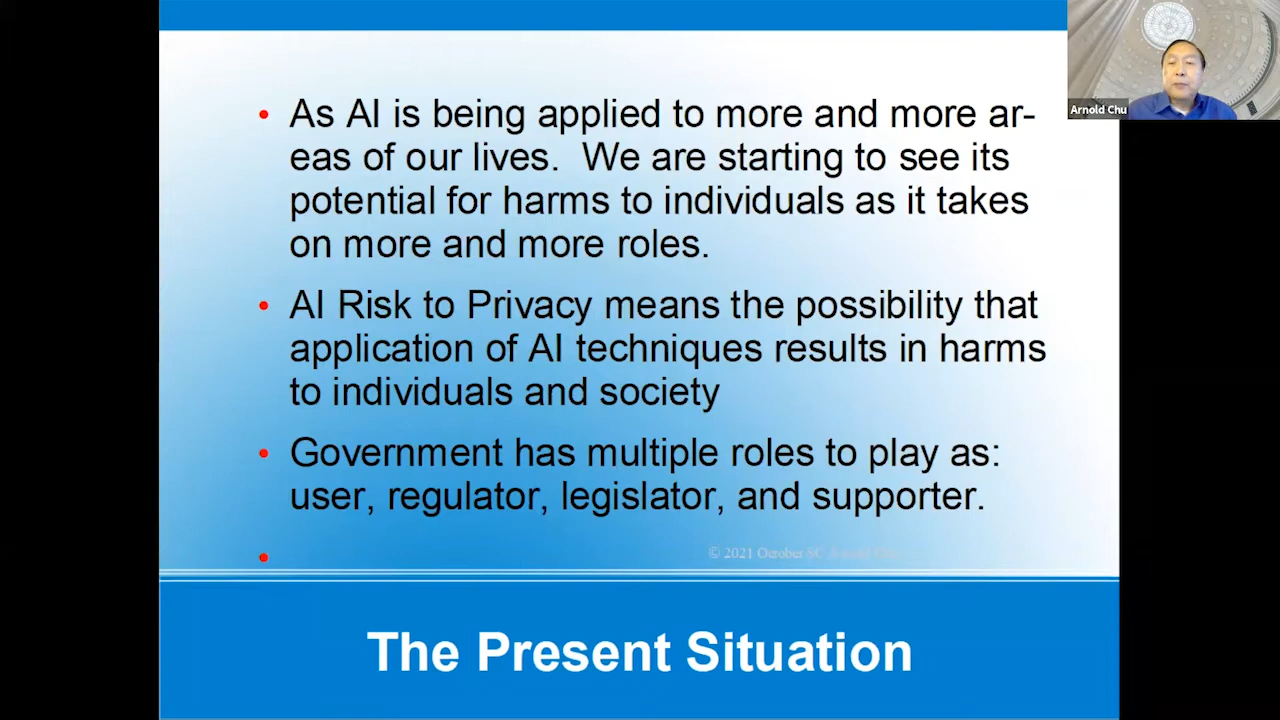 • As AI is being applied to more and more ar-
eas of our lives.  We are starting to see its
potential for harms to individuals as it takes
on more and more roles.
• AI Risk to Privacy means the possibility that
application of AI techniques results in harms
to individuals and society
• Government has multiple roles to play as:
user, regulator, legislator, and supporter.
•
© 2021 October SC
The Present Situation
Arnold Chu